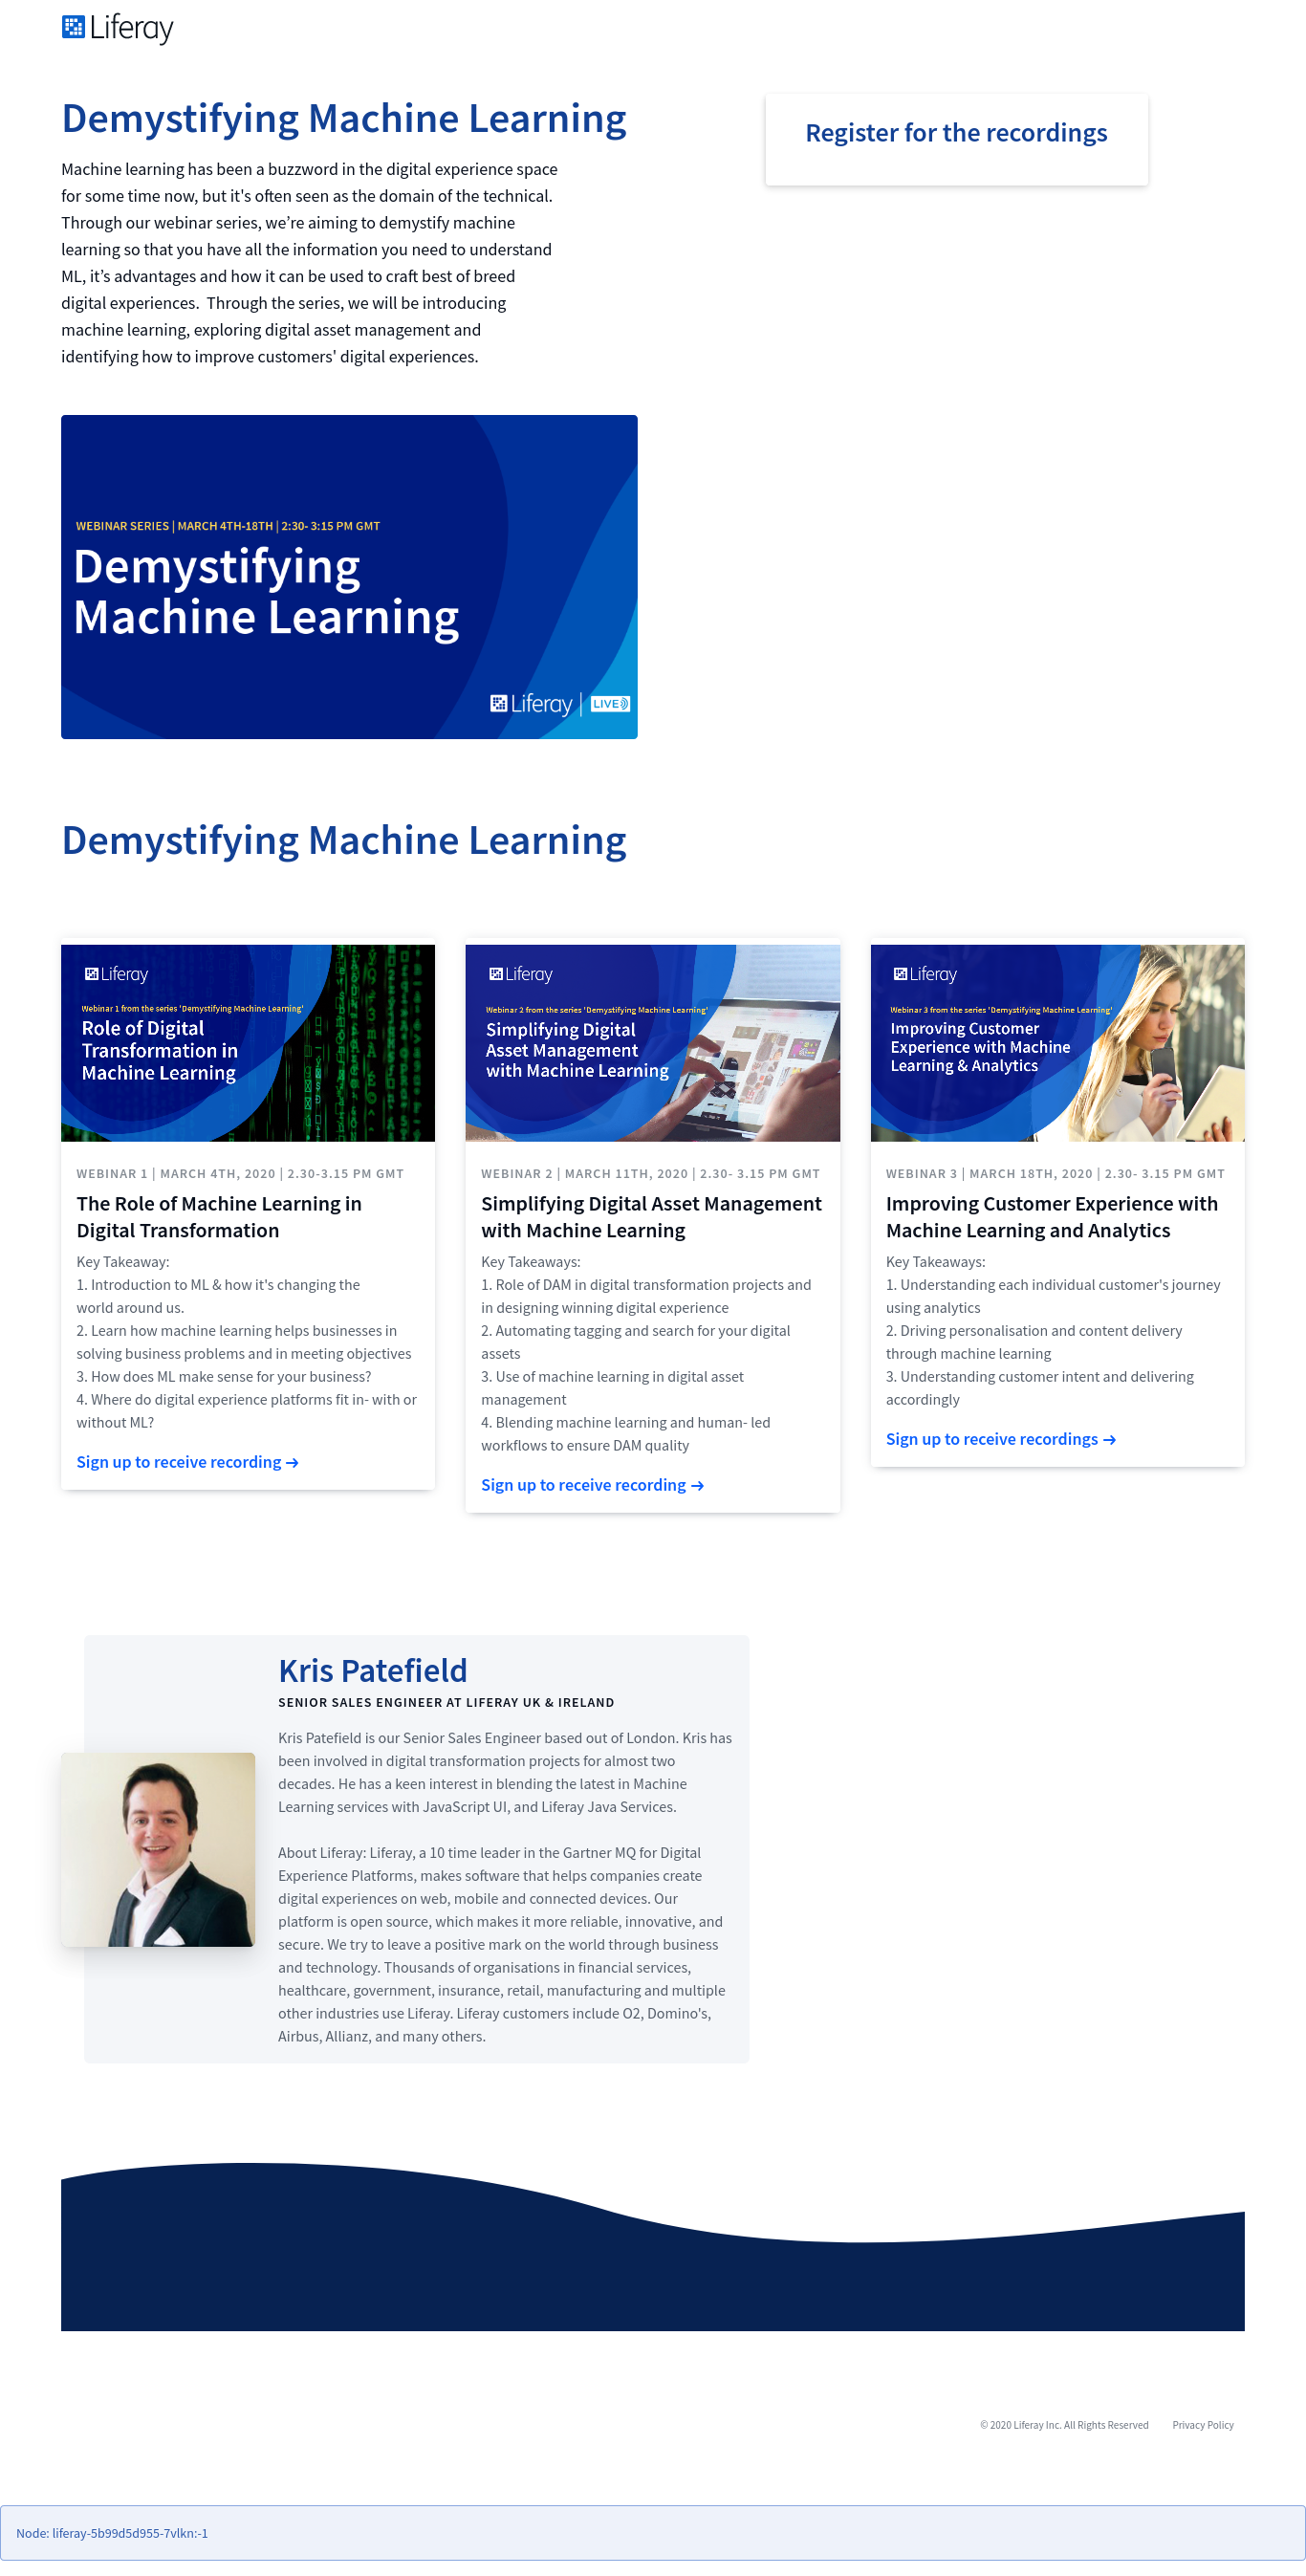 Liferay
Demystifying Machine Learning
Machine learning has been a buzzword in the digital experience space
for some time now, but it's often seen as the domain of the technical.
Through our webinar series, we’re aiming to demystify machine
learning so that you have all the information you need to understand
ML, it’s advantages and how it can be used to craft best of breed
digital experiences.  Through the series, we will be introducing
machine learning, exploring digital asset management and
identifying how to improve customers' digital experiences.
Register for the recordings
WEBINAR SERIES | MARCH 4TH-18TH | 2:30- 3:15 PM GMT
Demystifying
Machine Learning
Liferay | LIVE
Demystifying Machine Learning
Liferay
Webinar 1 from the series 'Demystifying Machine Learning'
Role of Digital
Transformation in
Machine Learning
WEBINAR 1 | MARCH 4TH, 2020 | 2.30-3.15 PM GMT
The Role of Machine Learning in
Digital Transformation
Key Takeaway:
1. Introduction to ML & how it's changing the
world around us.
2. Learn how machine learning helps businesses in
solving business problems and in meeting objectives
3. How does ML make sense for your business?
4. Where do digital experience platforms fit in- with or
without ML?
Sign up to receive recording →
Liferay
Webinar 2 from the series 'Demystifying Machine Learning'
Simplifying Digital
Asset Management
with Machine Learning
WEBINAR 2 | MARCH 11TH, 2020 | 2.30- 3.15 PM GMT
Simplifying Digital Asset Management
with Machine Learning
Key Takeaways:
1. Role of DAM in digital transformation projects and
in designing winning digital experience
2. Automating tagging and search for your digital
assets
3. Use of machine learning in digital asset
management
4. Blending machine learning and human- led
workflows to ensure DAM quality
Sign up to receive recording →
Liferay
Webinar 3 from the series 'Demystifying Machine Learning'
Improving Customer
Experience with Machine
Learning & Analytics
WEBINAR 3 | MARCH 18TH, 2020 | 2.30- 3.15 PM GMT
Improving Customer Experience with
Machine Learning and Analytics
Key Takeaways:
1. Understanding each individual customer's journey
using analytics
2. Driving personalisation and content delivery
through machine learning
3. Understanding customer intent and delivering
accordingly
Sign up to receive recordings →
Kris Patefield
SENIOR SALES ENGINEER AT LIFERAY UK & IRELAND
Kris Patefield is our Senior Sales Engineer based out of London. Kris has
been involved in digital transformation projects for almost two
decades. He has a keen interest in blending the latest in Machine
Learning services with JavaScript UI, and Liferay Java Services.
About Liferay: Liferay, a 10 time leader in the Gartner MQ for Digital
Experience Platforms, makes software that helps companies create
digital experiences on web, mobile and connected devices. Our
platform is open source, which makes it more reliable, innovative, and
secure. We try to leave a positive mark on the world through business
and technology. Thousands of organisations in financial services,
healthcare, government, insurance, retail, manufacturing and multiple
other industries use Liferay. Liferay customers include O2, Domino's,
Airbus, Allianz, and many others.
© 2020 Liferay Inc. All Rights Reserved Privacy Policy
Node: liferay-5b99d5d955-7vlkn:-1